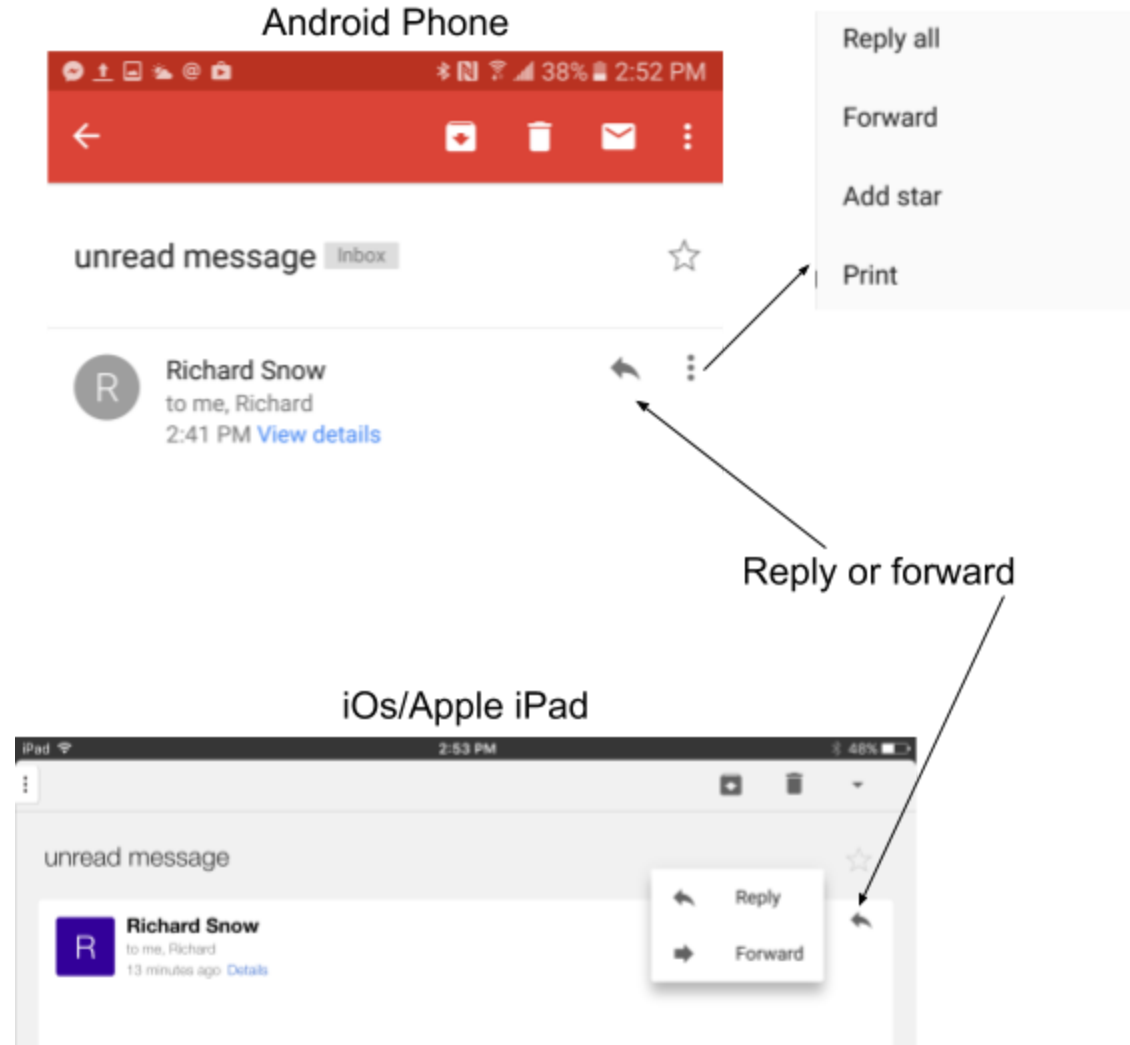 Android Phone
38% 2:52 PM
unread message Inbox
R
Richard Snow
to me, Richard
2:41 PM View details
Reply all
Forward
Add star
Print
Reply or forward
iOs/Apple iPad
iPad 2:53 PM 48%
unread message
R
Richard Snow
to me, Richard
13 minutes ago Details
Reply
Forward